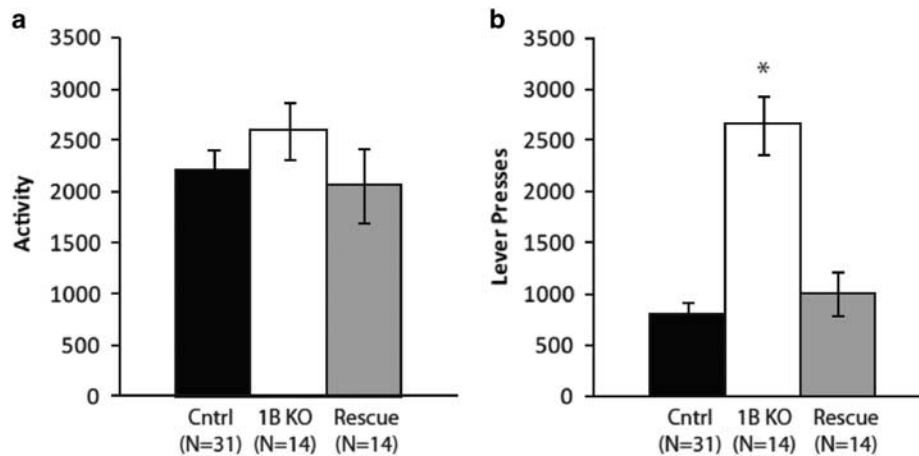 a
3500
3000
2500
2000
1500
1000
500
0
Activity
Cntrl 1B KO Rescue
(N=31) (N=14) (N=14)
b
3500
3000
2500
2000
1500
1000
500
0
Lever Presses
*
Cntrl 1B KO Rescue
(N=31) (N=14) (N=14)